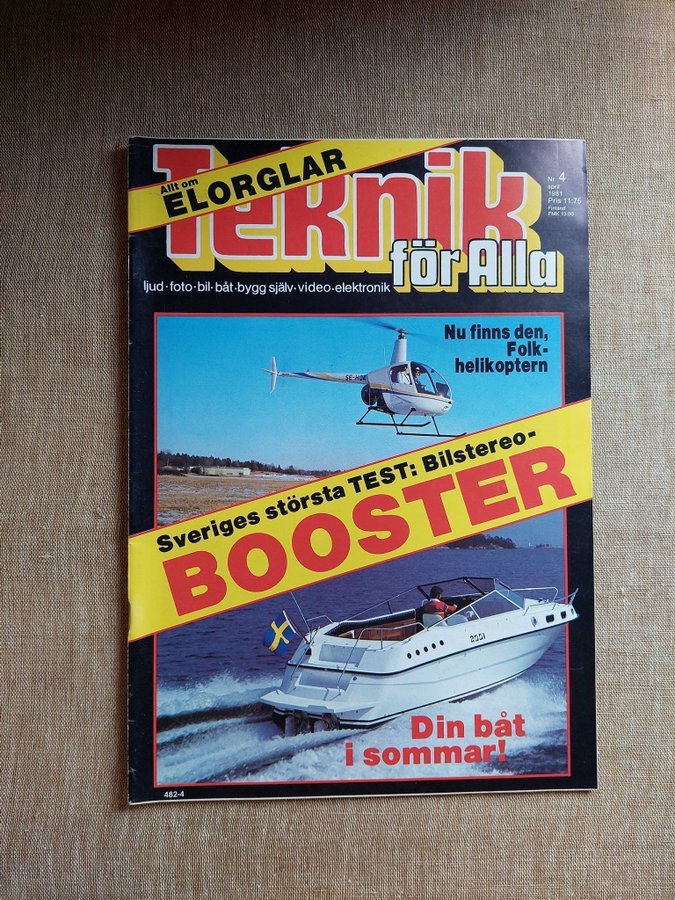 Allt om
ELORGLAR
Teknik
för Alla
Nr 4
april
1981
Pris 11:75
Finland
FMK 10.00
ljud·foto·bil·båt·bygg själv·video·elektronik
Nu finns den,
Folk-
helikoptern
Sveriges största TEST: Bilstereo-
BOOSTER
2001
Din båt
i sommar!
482-4